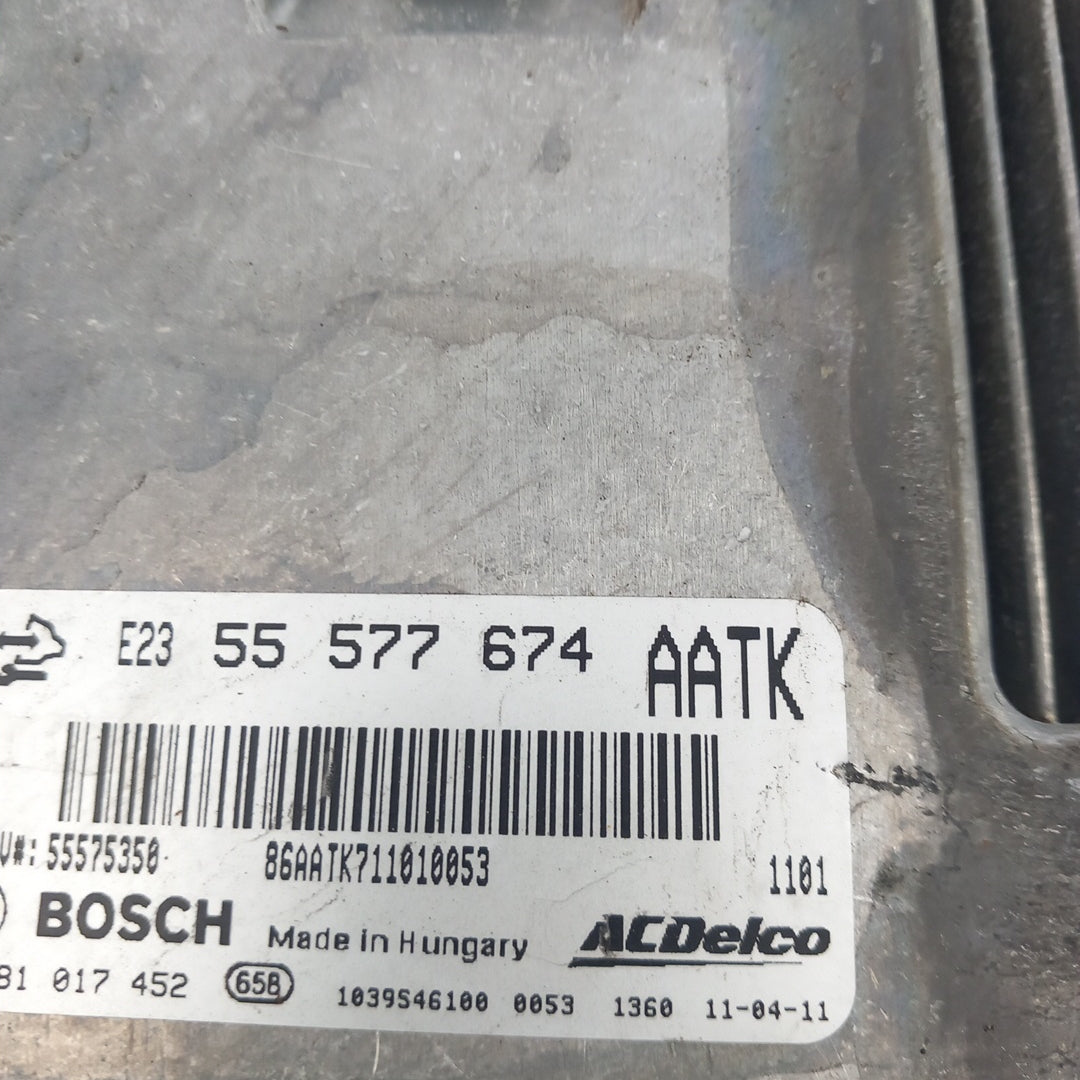 E23 55 577 674 AATK
#: 55575350 86AATK711010053 1101
BOSCH Made in Hungary ACDelco
81 017 452 65B 1039S46100 0053 1360 11-04-11